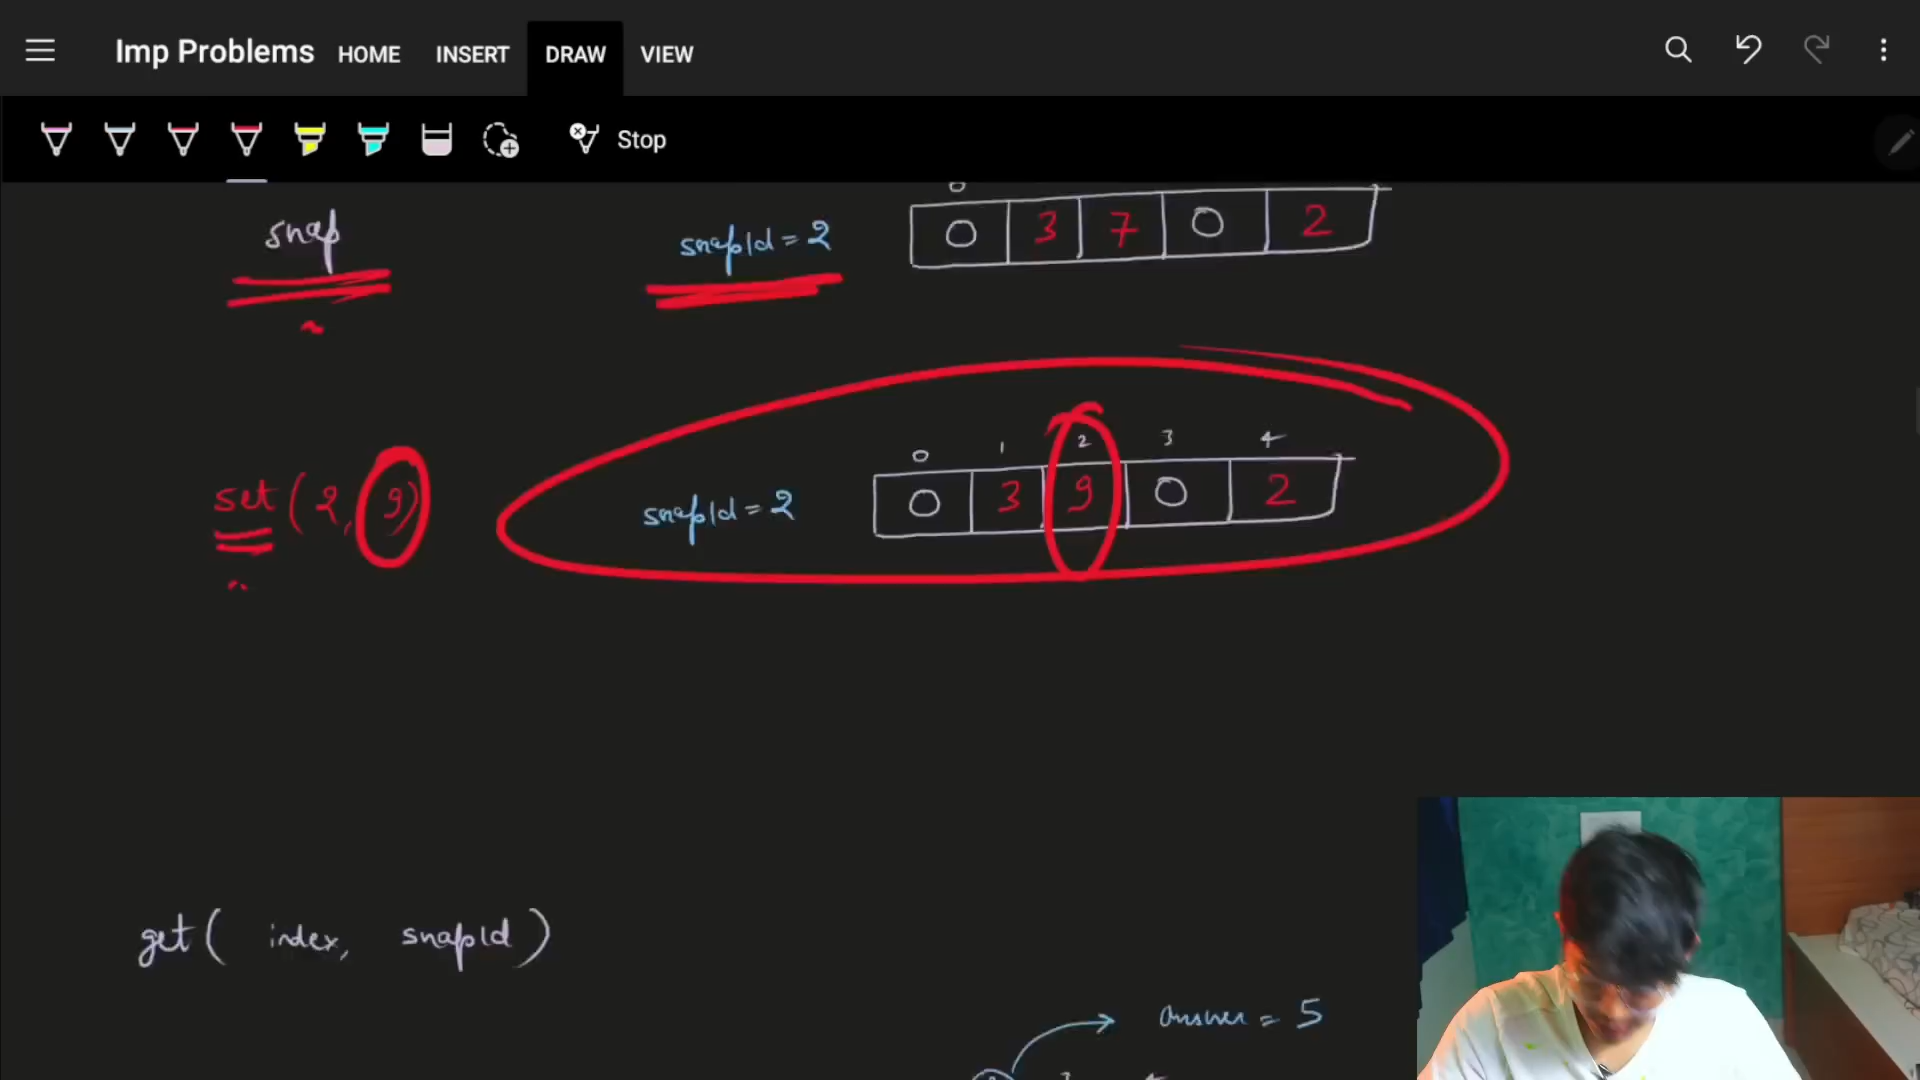 Imp Problems HOME INSERT DRAW VIEW
Stop
0
snap snapId = 2 0 3 7 0 2
0 1 2 3 4
set (2, 9) snapId = 2 0 3 9 0 2
get ( index, snapId )
answer = 5